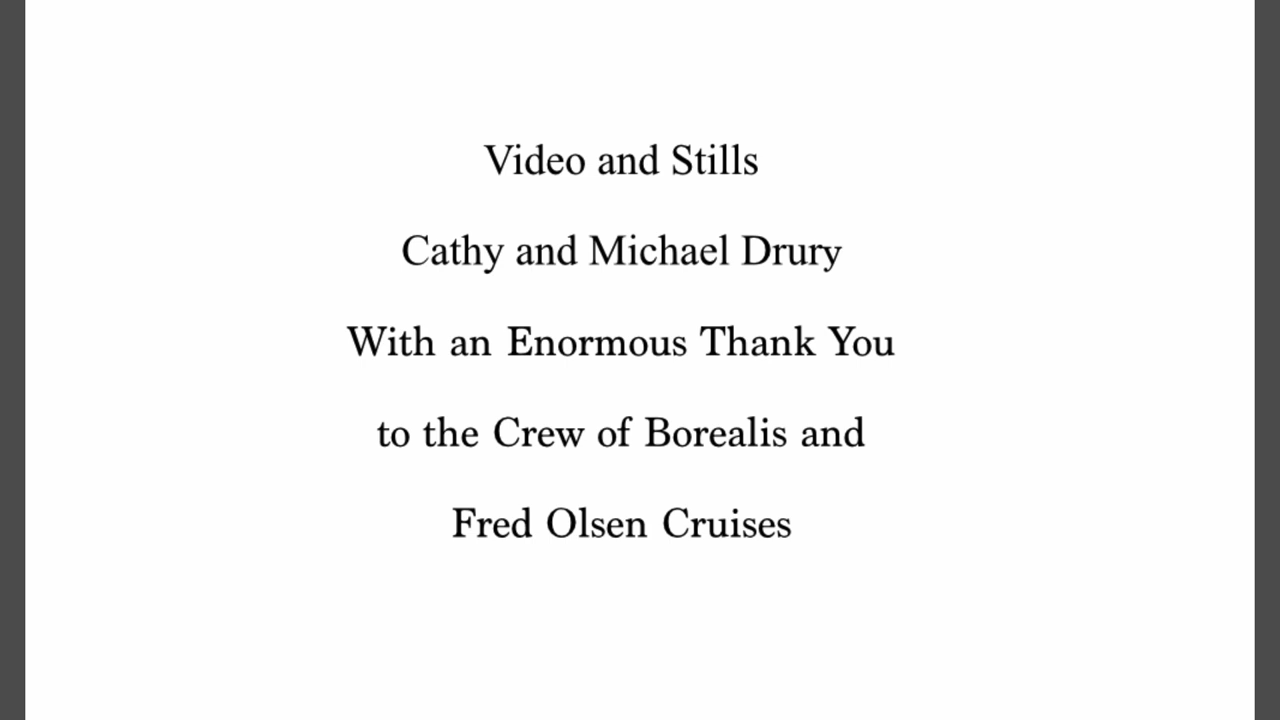 Video and Stills
Cathy and Michael Drury
With an Enormous Thank You
to the Crew of Borealis and
Fred Olsen Cruises